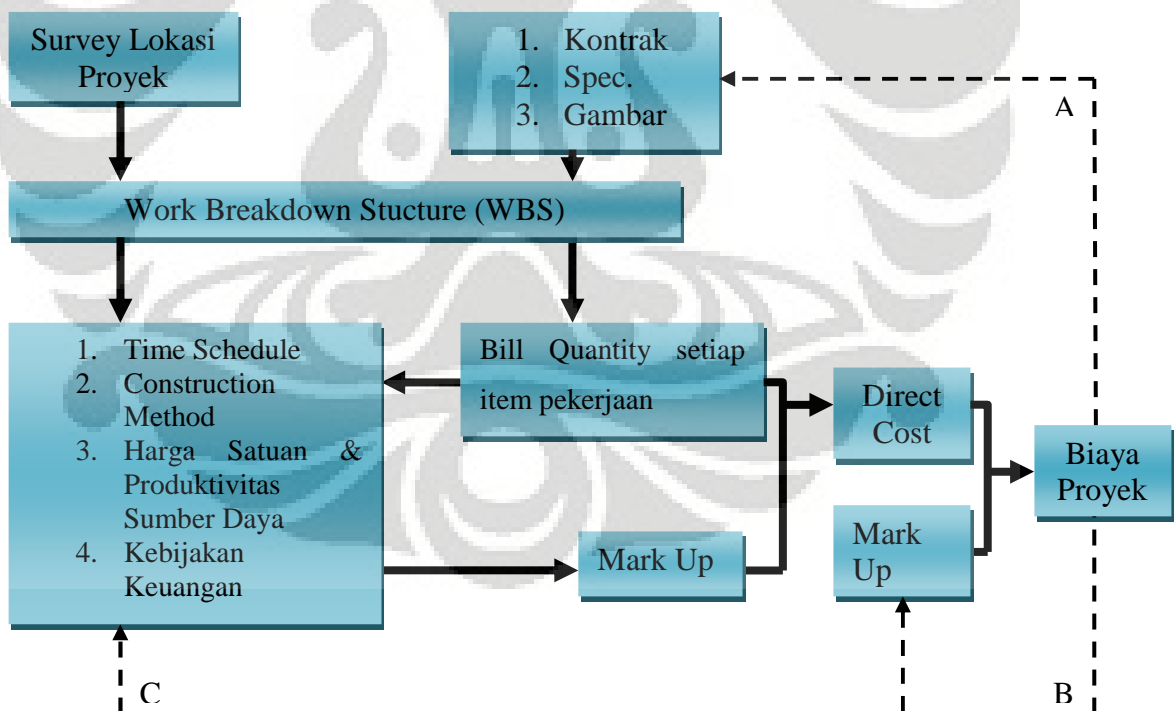 Survey Lokasi
Proyek
1. Kontrak
2. Spec.
3. Gambar
A
Work Breakdown Stucture (WBS)
1. Time Schedule
2. Construction
Method
3. Harga Satuan &
Produktivitas
Sumber Daya
4. Kebijakan
Keuangan
Bill Quantity setiap
item pekerjaan
Direct
Cost
Biaya
Proyek
Mark Up
Mark
Up
C
B